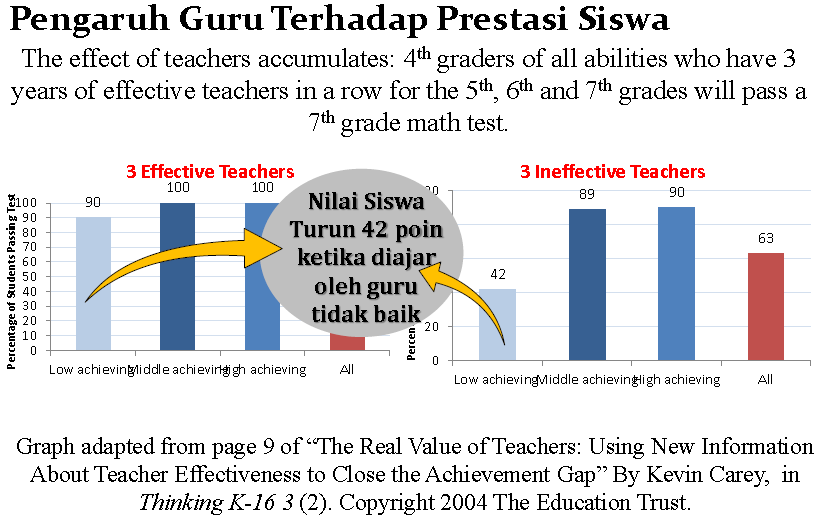 Pengaruh Guru Terhadap Prestasi Siswa
The effect of teachers accumulates: 4th graders of all abilities who have 3
years of effective teachers in a row for the 5th, 6th and 7th grades will pass a
7th grade math test.
3 Effective Teachers
Percentage of Students Passing Test
100
90
80
70
60
50
40
30
20
10
0
90
100
100
Low achieving
Middle achieving
High achieving
All
Nilai Siswa
Turun 42 poin
ketika diajar
oleh guru
tidak baik
3 Ineffective Teachers
20
0
42
89
90
63
Low achieving
Middle achieving
High achieving
All
Graph adapted from page 9 of “The Real Value of Teachers: Using New Information
About Teacher Effectiveness to Close the Achievement Gap” By Kevin Carey, in
Thinking K-16 3 (2). Copyright 2004 The Education Trust.